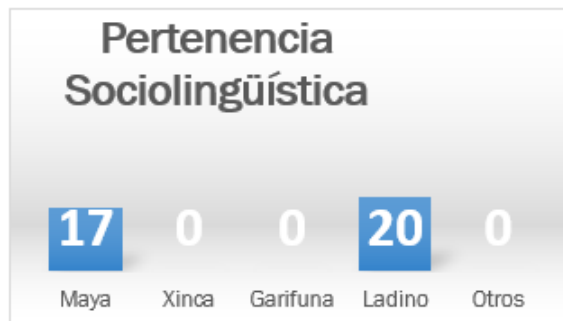 Pertenencia
Sociolingüística
17 0 0 20 0
Maya Xinca Garifuna Ladino Otros